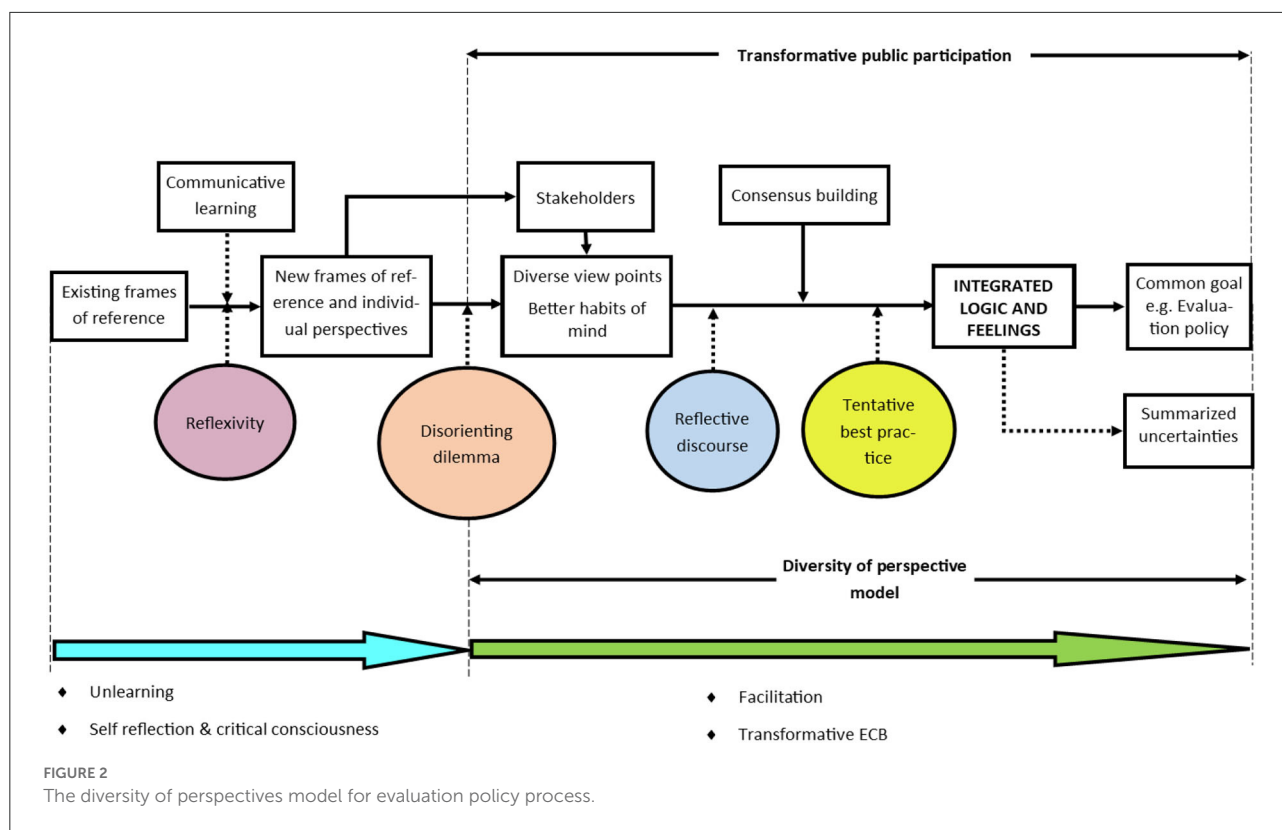 Transformative public participation
Communicative
learning
Stakeholders
Consensus building
Existing frames
of reference
New frames of ref-
erence and individ-
ual perspectives
Diverse view points
Better habits of
mind
INTEGRATED
LOGIC AND
FEELINGS
Common goal
e.g. Evalua-
tion policy
Reflexivity
Disorienting
dilemma
Reflective
discourse
Tentative
best prac-
tice
Summarized
uncertainties
Diversity of perspective
model
♦ Unlearning
♦ Self reflection & critical consciousness
♦ Facilitation
♦ Transformative ECB
FIGURE 2
The diversity of perspectives model for evaluation policy process.